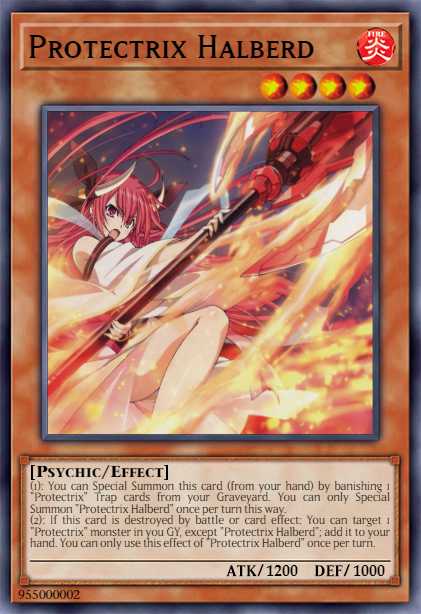 Protectrix Halberd
FIRE
炎
[Psychic/Effect]
(1): You can Special Summon this card (from your hand) by banishing 1
"Protectrix" Trap cards from your Graveyard. You can only Special
Summon "Protectrix Halberd" once per turn this way.
(2): If this card is destroyed by battle or card effect: You can target 1
"Protectrix" monster in you GY, except "Protectrix Halberd"; add it to your
hand. You can only use this effect of "Protectrix Halberd" once per turn.
ATK/1200 DEF/1000
955000002